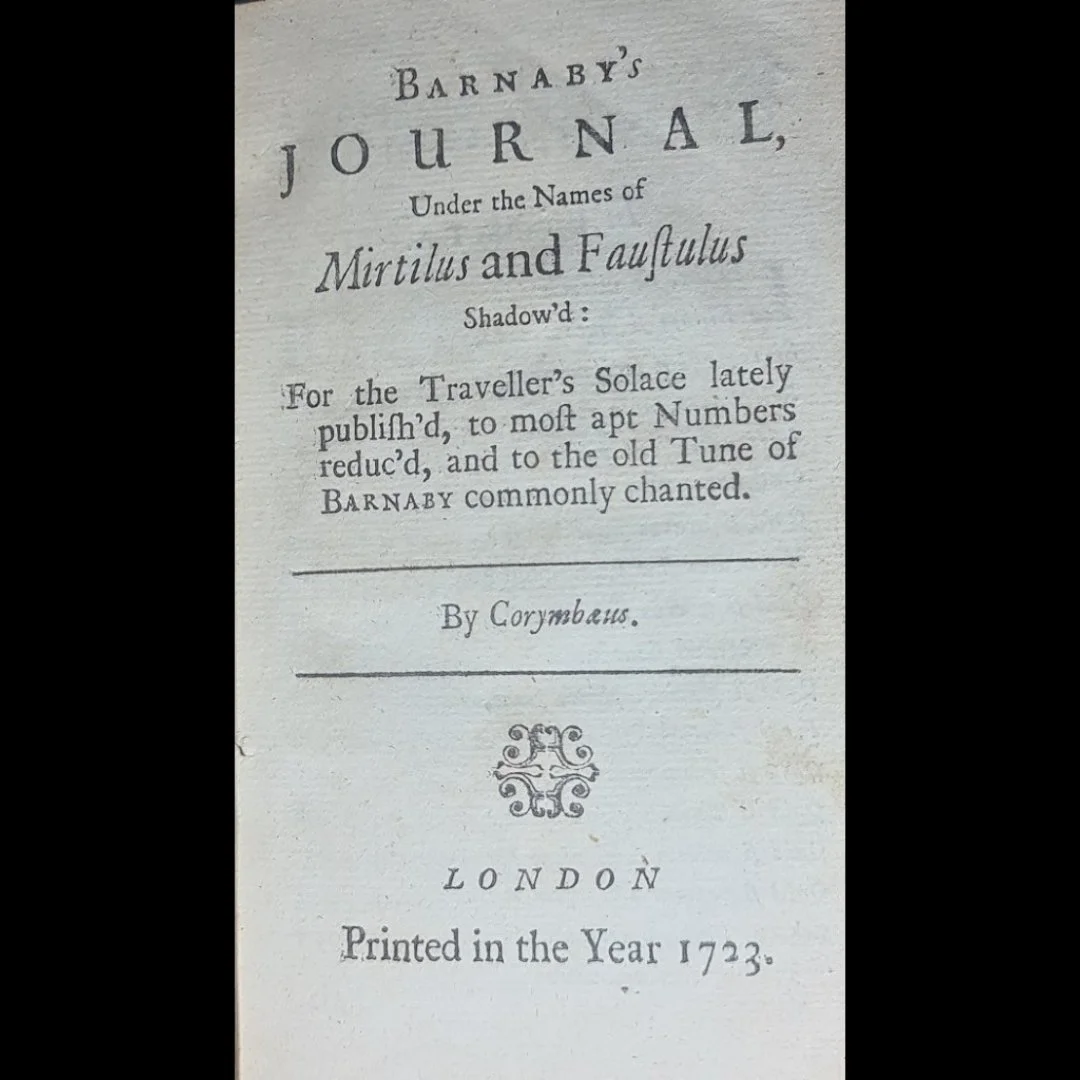 BARNABY's
JOURNAL,
Under the Names of
Mirtilus and Fauſtulus
Shadow'd:
For the Traveller's Solace lately
publiſh'd, to moſt apt Numbers
reduc'd, and to the old Tune of
BARNABY commonly chanted.
By Corymbæus.
LONDON
Printed in the Year 1723.